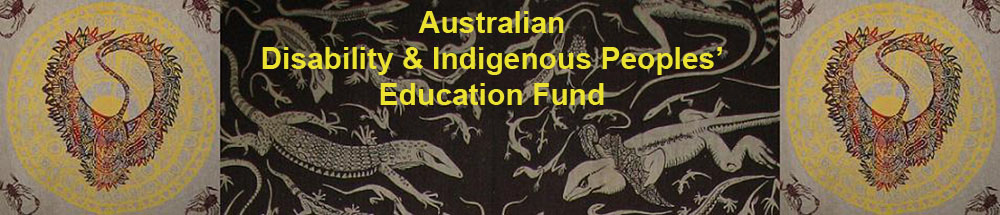 Australian
Disability & Indigenous Peoples’
Education Fund